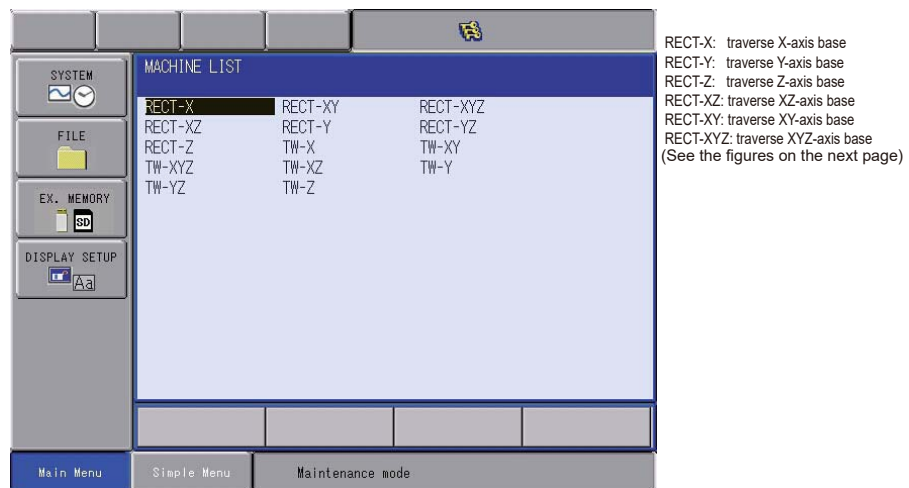 SYSTEM
FILE
EX. MEMORY
SD
DISPLAY SETUP
Aa
MACHINE LIST
RECT-X RECT-XY RECT-XYZ
RECT-XZ RECT-Y RECT-YZ
RECT-Z TW-X TW-XY
TW-XYZ TW-XZ TW-Y
TW-YZ TW-Z
Main Menu Simple Menu Maintenance mode
RECT-X: traverse X-axis base
RECT-Y: traverse Y-axis base
RECT-Z: traverse Z-axis base
RECT-XZ: traverse XZ-axis base
RECT-XY: traverse XY-axis base
RECT-XYZ: traverse XYZ-axis base
(See the figures on the next page)